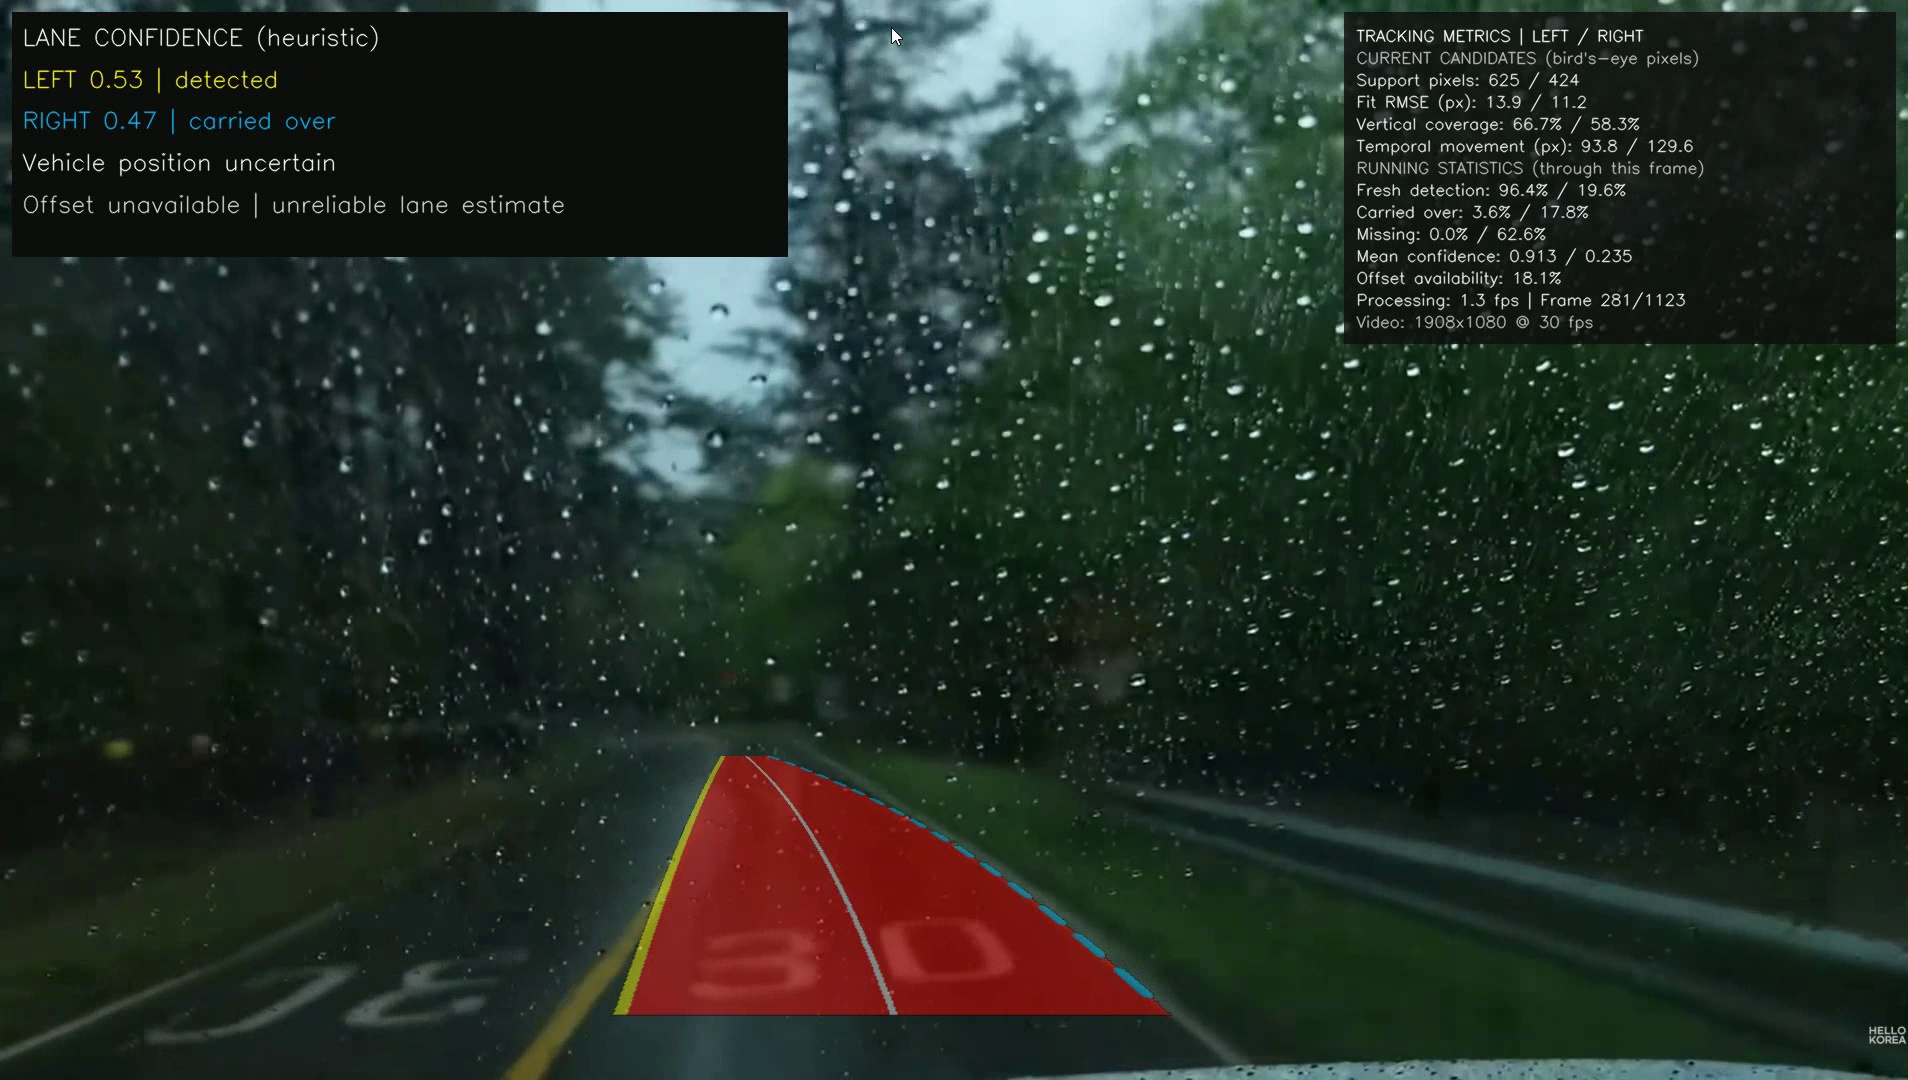 LANE CONFIDENCE (heuristic)
LEFT 0.53 | detected
RIGHT 0.47 | carried over
Vehicle position uncertain
Offset unavailable | unreliable lane estimate
TRACKING METRICS | LEFT / RIGHT
CURRENT CANDIDATES (bird's-eye pixels)
Support pixels: 625 / 424
Fit RMSE (px): 13.9 / 11.2
Vertical coverage: 66.7% / 58.3%
Temporal movement (px): 93.8 / 129.6
RUNNING STATISTICS (through this frame)
Fresh detection: 96.4% / 19.6%
Carried over: 3.6% / 17.8%
Missing: 0.0% / 62.6%
Mean confidence: 0.913 / 0.235
Offset availability: 18.1%
Processing: 1.3 fps | Frame 281/1123
Video: 1908x1080 @ 30 fps
30
HELLO
KOREA